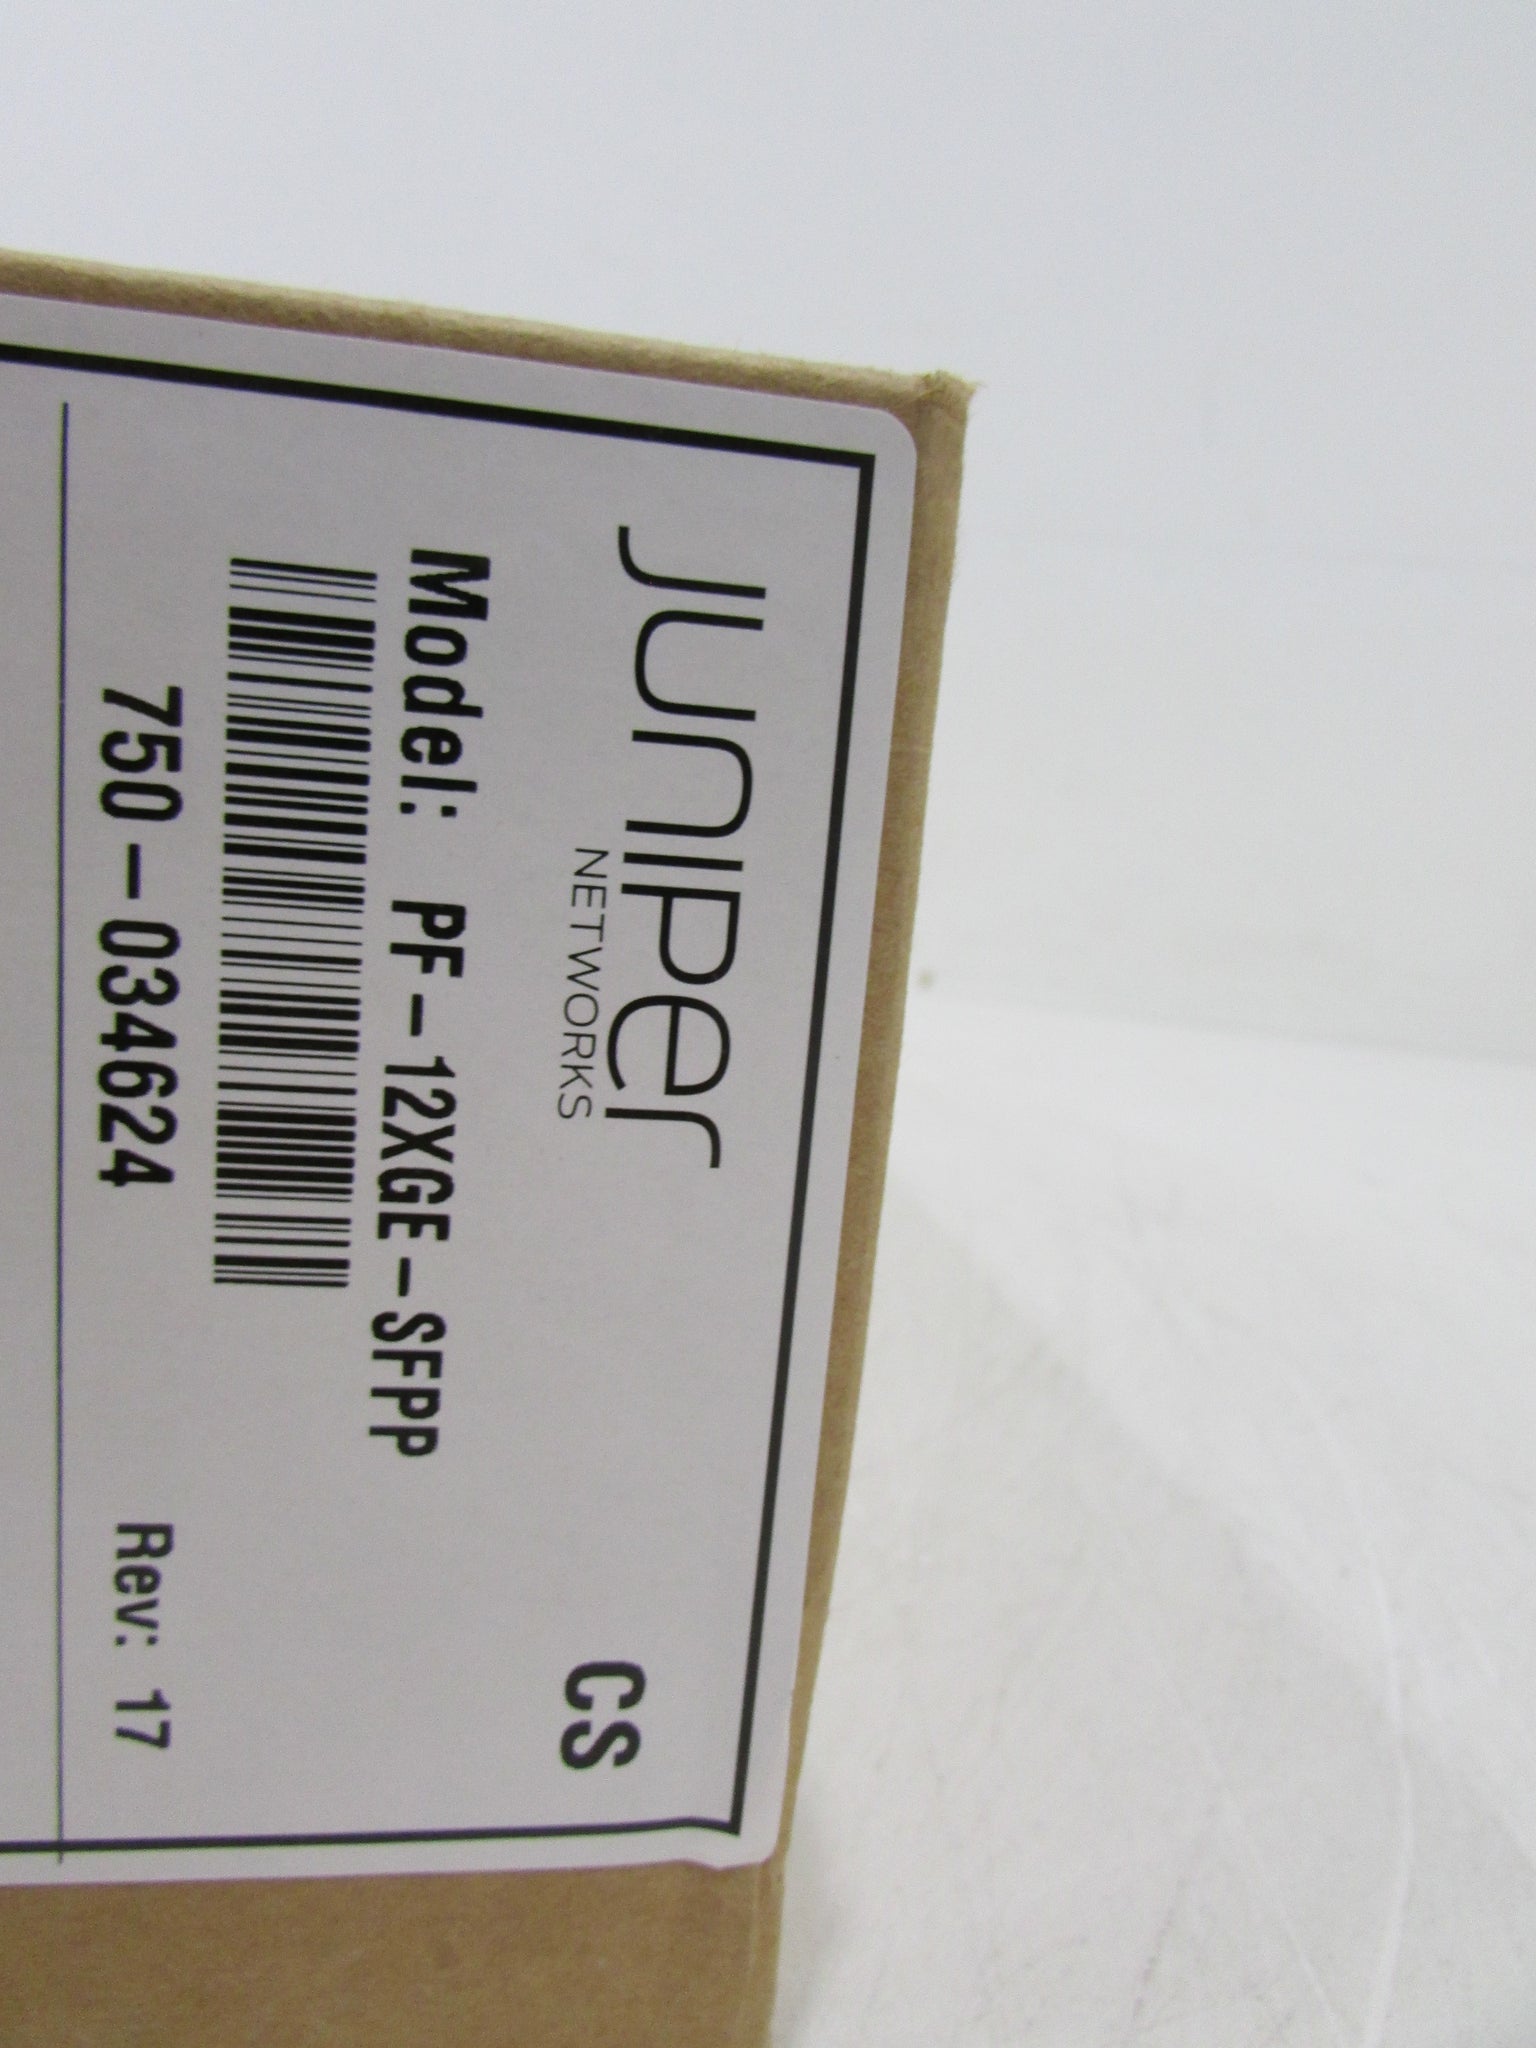 JUNIPEr
NETWORKS
CS
Model: PF-12XGE-SFPP
750-034624
Rev: 17